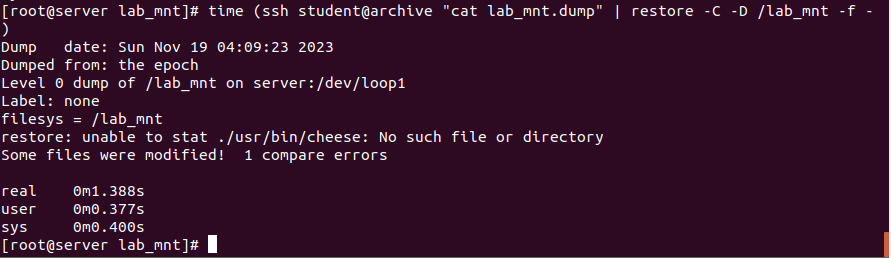 [root@server lab_mnt]# time (ssh student@archive "cat lab_mnt.dump" | restore -C -D /lab_mnt -f -
)
Dump   date: Sun Nov 19 04:09:23 2023
Dumped from: the epoch
Level 0 dump of /lab_mnt on server:/dev/loop1
Label: none
filesys = /lab_mnt
restore: unable to stat ./usr/bin/cheese: No such file or directory
Some files were modified!  1 compare errors

real    0m1.388s
user    0m0.377s
sys     0m0.400s
[root@server lab_mnt]#